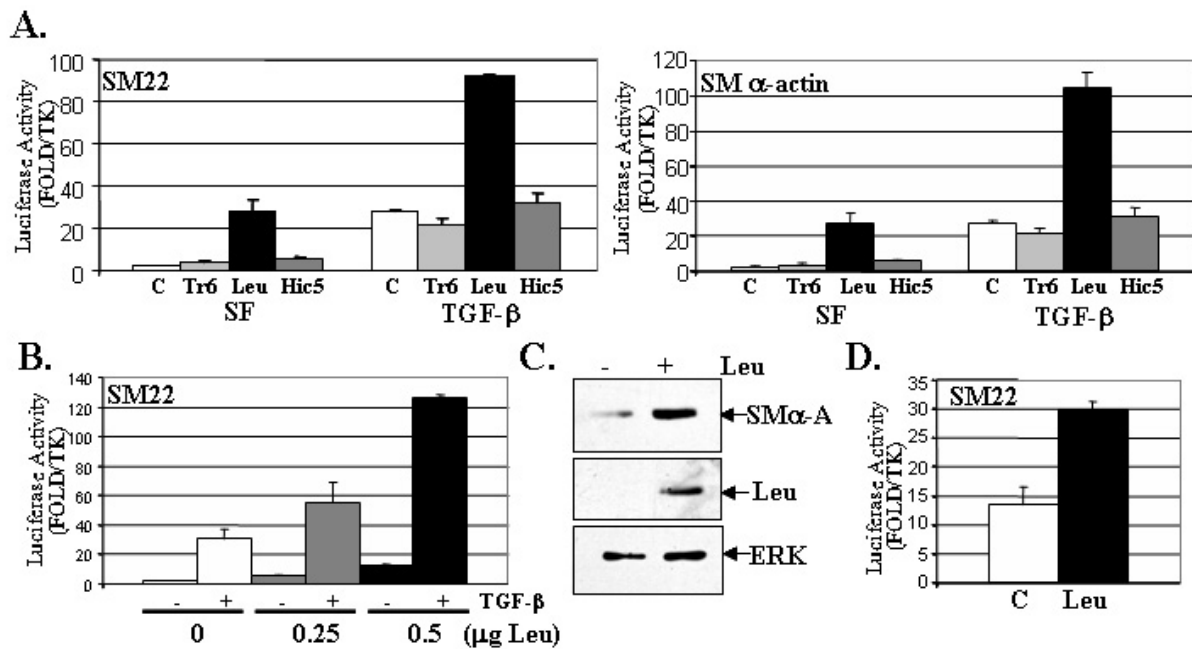 A.
SM22
Luciferase Activity
(FOLD/TK)
100
80
60
40
20
0
C Tr6 Leu Hic5 C Tr6 Leu Hic5
SF TGF-β
SM α-actin
Luciferase Activity
(FOLD/TK)
120
100
80
60
40
20
0
C Tr6 Leu Hic5 C Tr6 Leu Hic5
SF TGF-β
B.
SM22
Luciferase Activity
(FOLD/TK)
140
120
100
80
60
40
20
0
- + - + - + TGF-β
0 0.25 0.5 (μg Leu)
C.
- + Leu
SMα-A
Leu
ERK
D.
SM22
Luciferase Activity
(FOLD/TK)
35
30
25
20
15
10
5
0
C Leu